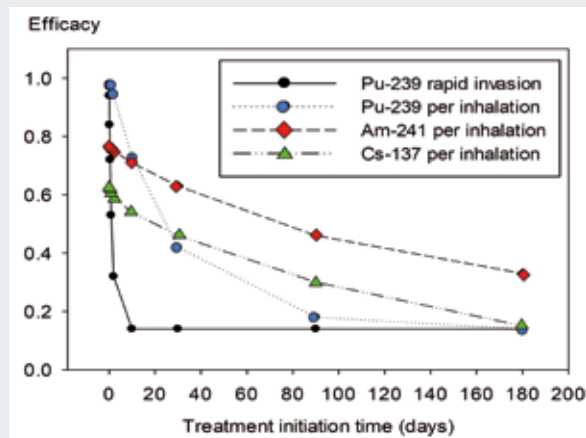 Efficacy
1.0
0.8
0.6
0.4
0.2
0.0
Pu-239 rapid invasion
Pu-239 per inhalation
Am-241 per inhalation
Cs-137 per inhalation
0 20 40 60 80 100 120 140 160 180 200
Treatment initiation time (days)